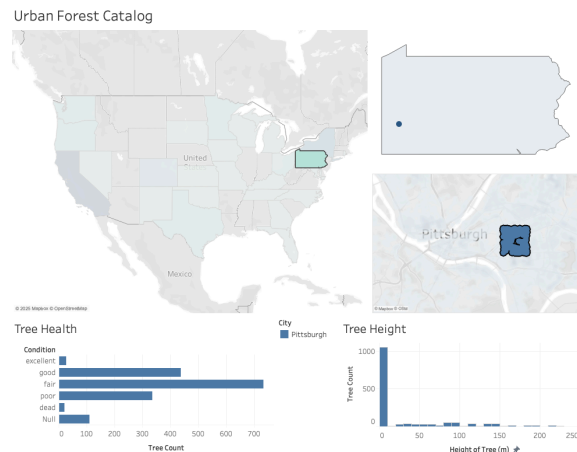 Urban Forest Catalog
United
Mexico
© 2025 Mapbox © OpenStreetMap
Pittsburgh
© Mapbox © OSM
Tree Health
City
Pittsburgh
Condition
excellent
good
fair
poor
dead
Null
0 100 200 300 400 500 600 700
Tree Count
Tree Height
1000
500
0
Tree Count
0 50 100 150 200 250
Height of Tree (m)